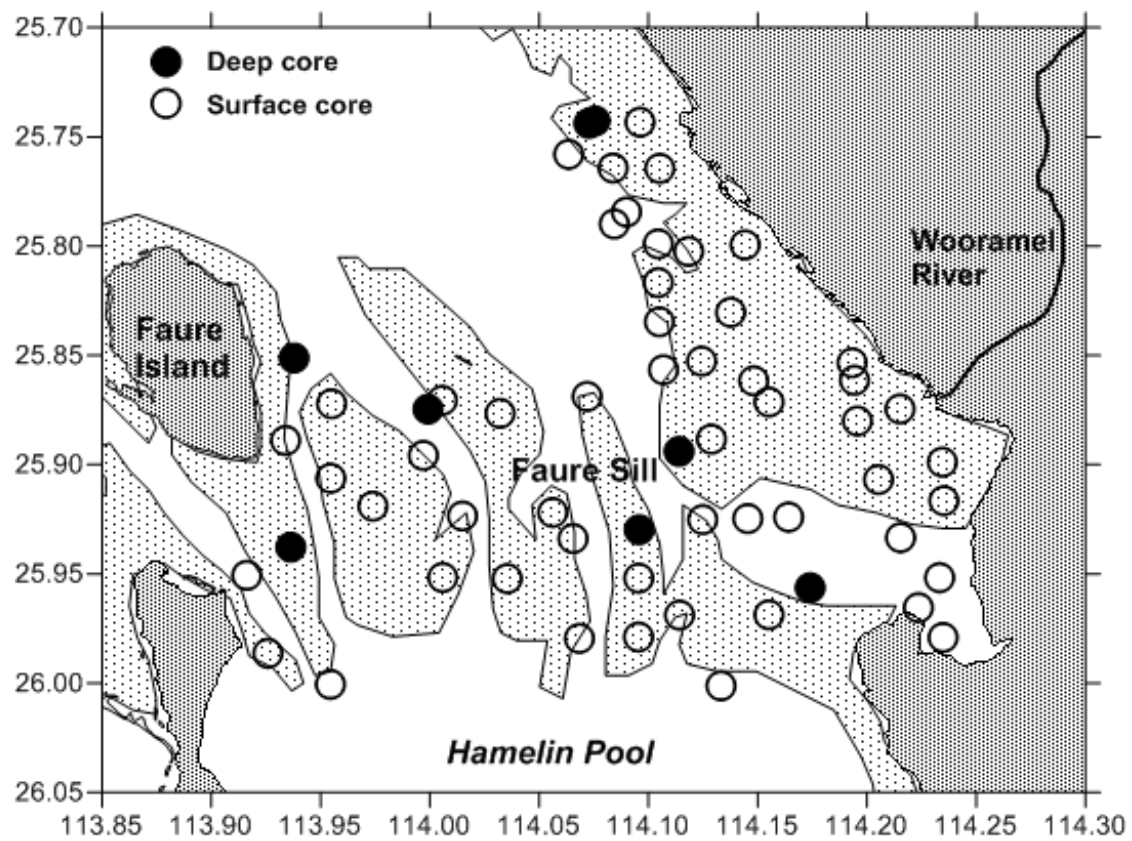 25.70
Deep core
Surface core
25.75
25.80
Wooramel
River
Faure
Island
25.85
25.90
Faure Sill
25.95
26.00
Hamelin Pool
26.05
113.85 113.90 113.95 114.00 114.05 114.10 114.15 114.20 114.25 114.30